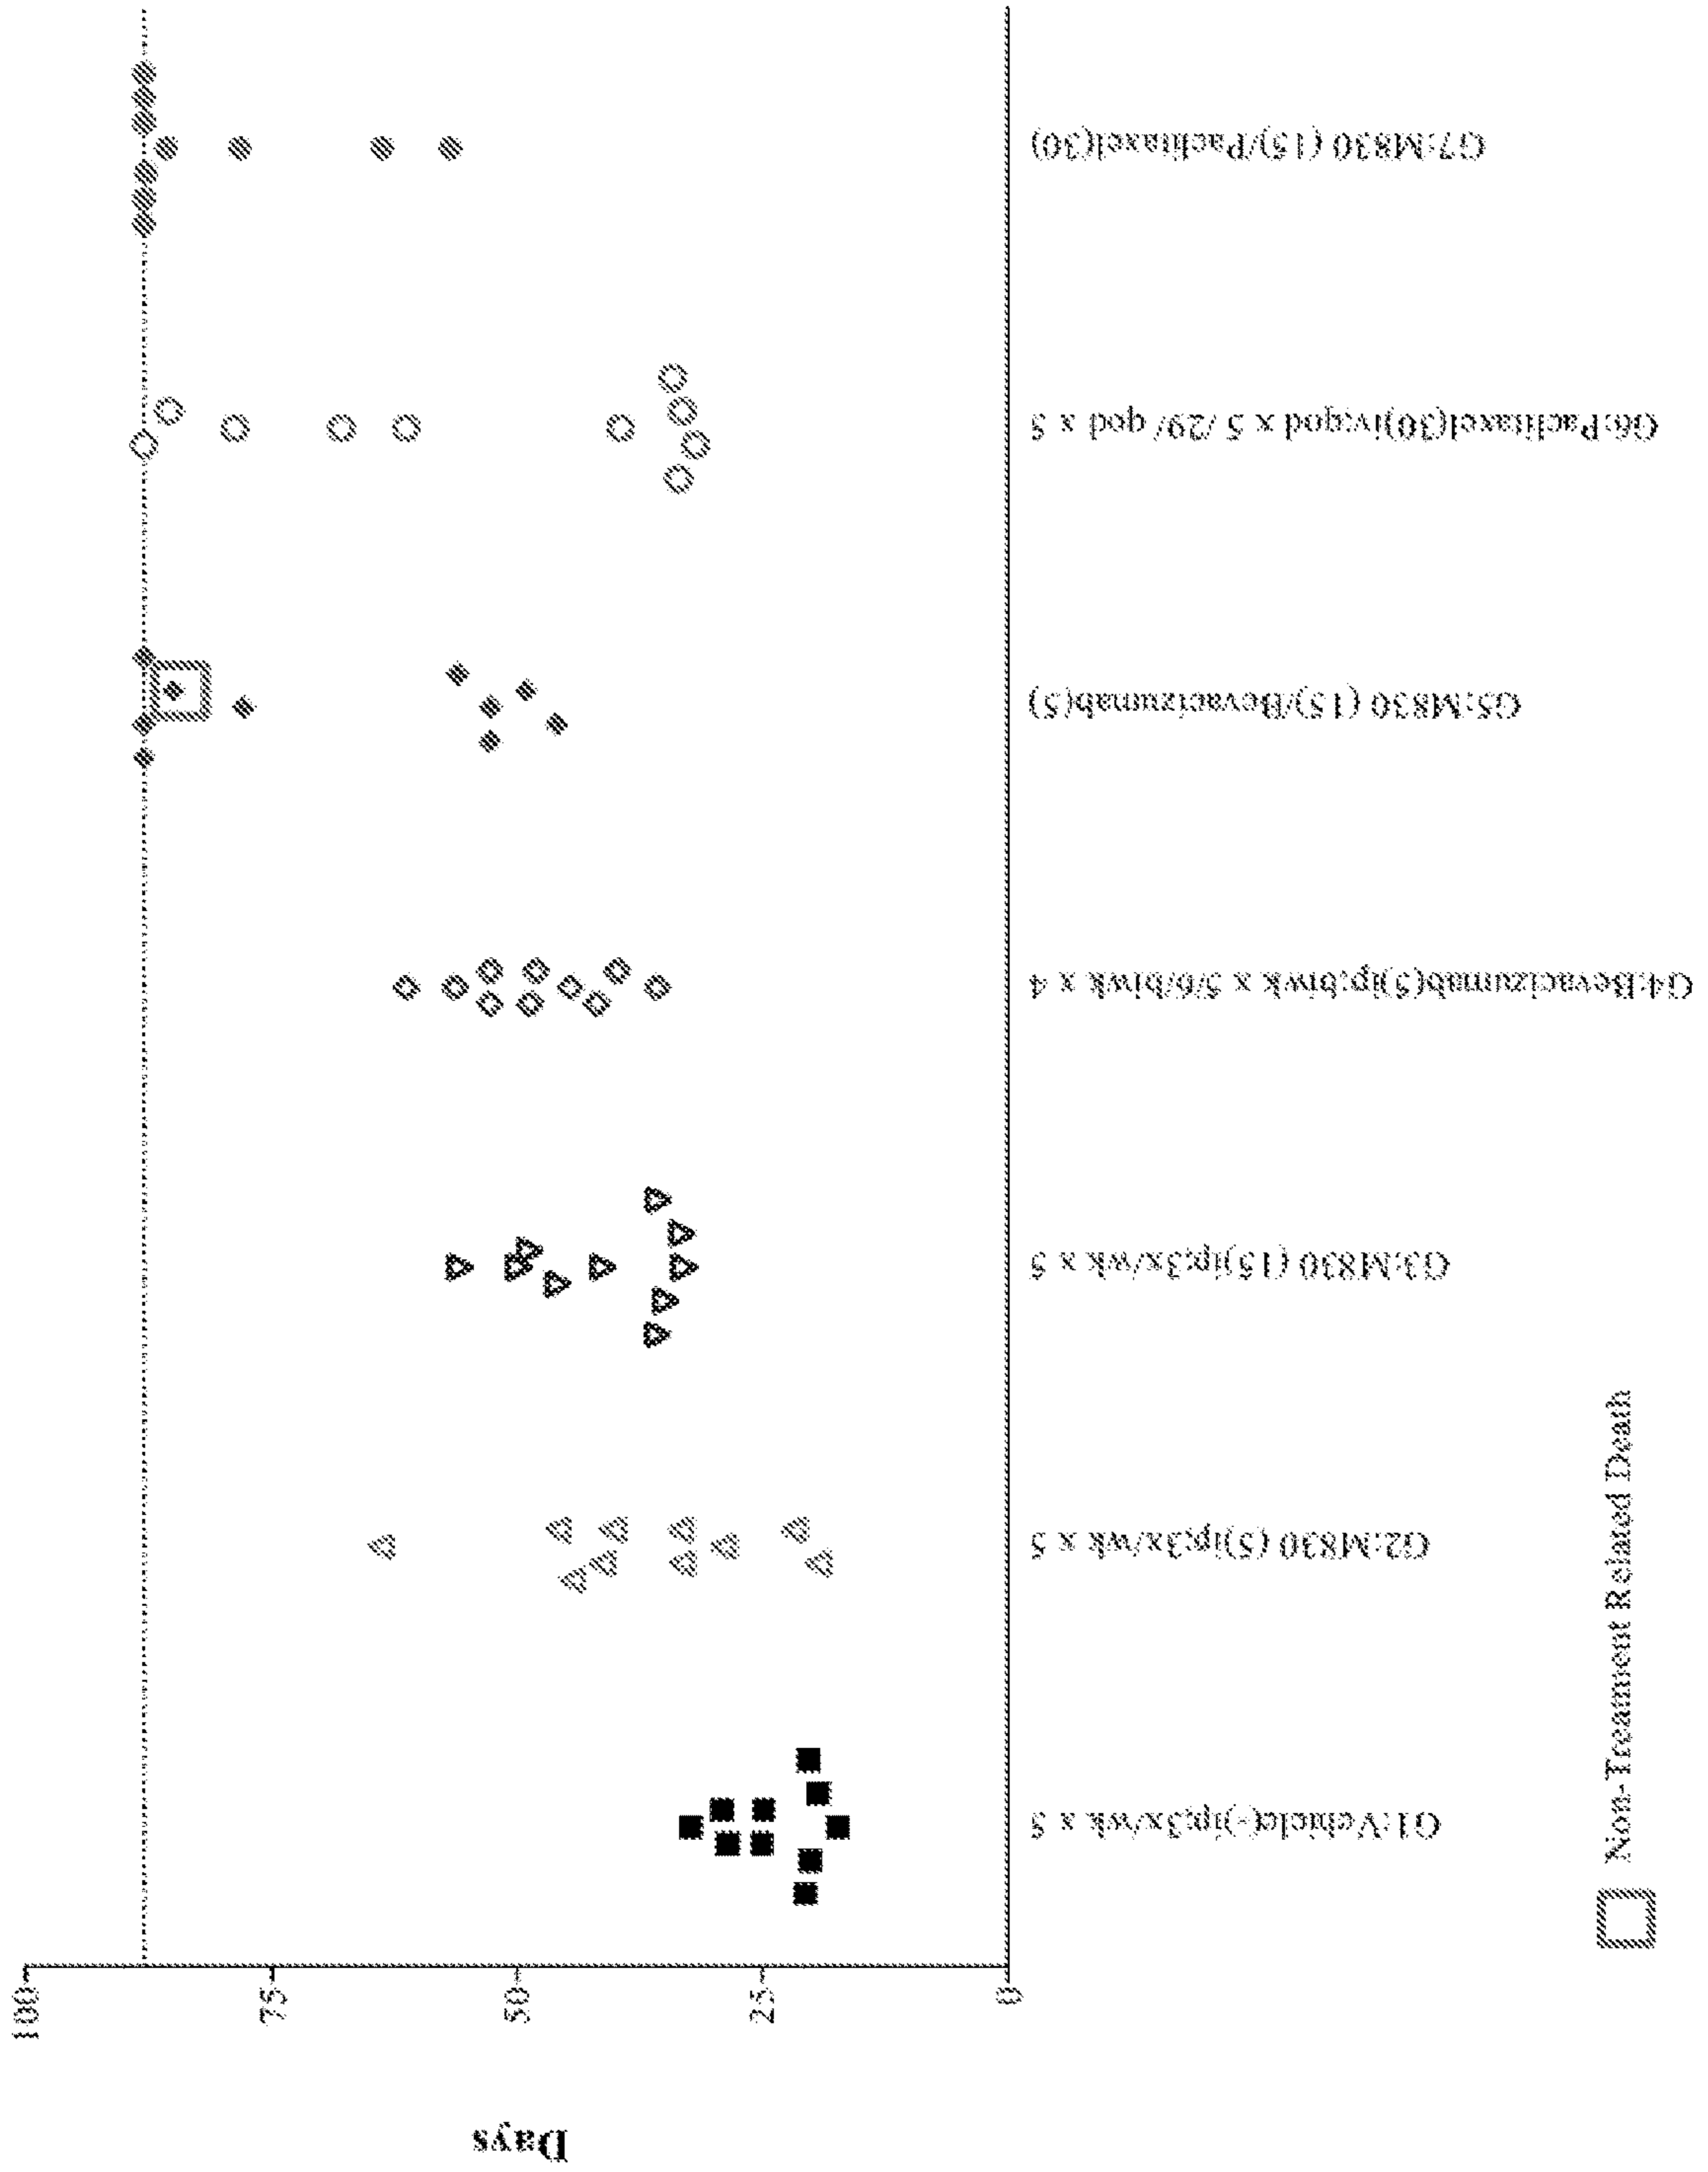 Days
100
75
50
25
0
G1:Vehicle(-)ip;3x/wk x 5
G2:M830 (5)ip;3x/wk x 5
G3:M830 (15)ip;3x/wk x 5
G4:Bevacizumab(5)ip;biwk x 5/6/biwk x 4
G5:M830 (15)/Bevacizumab(5)
G6:Paclitaxel(30)iv;qod x 5 /29/ qod x 5
G7:M830 (15)/Paclitaxel(30)
Non-Treatment Related Death